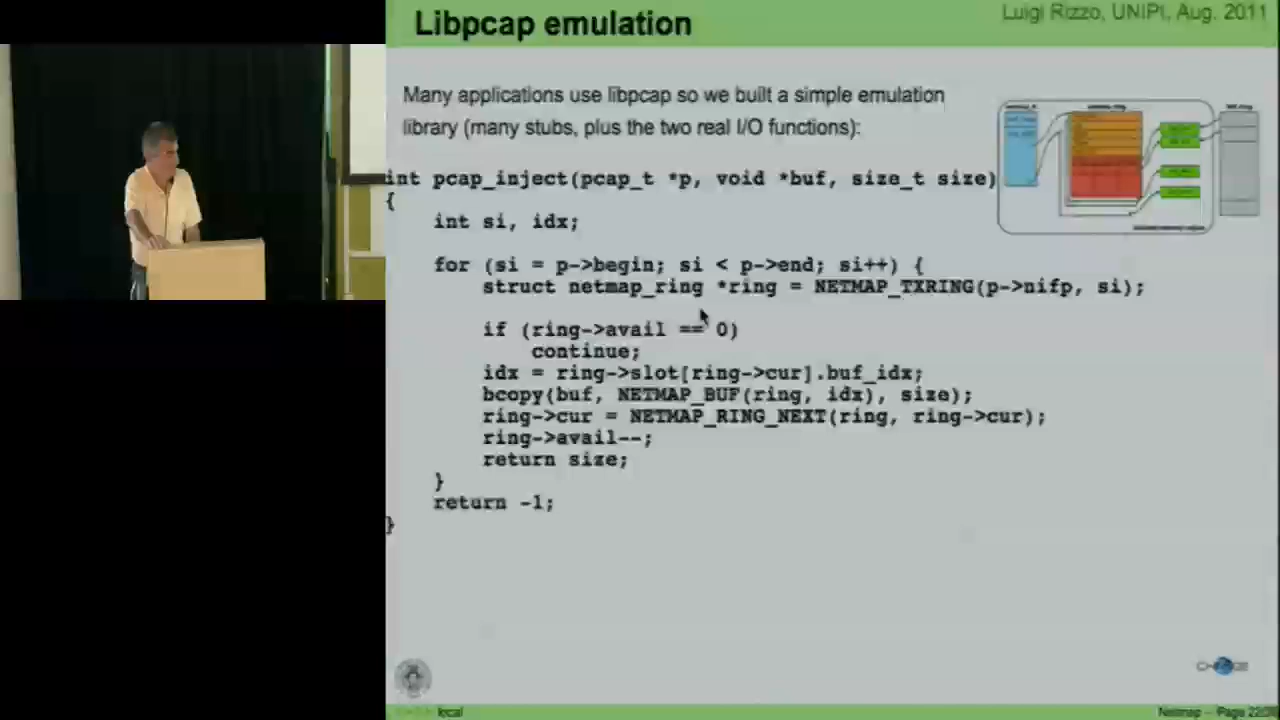 Libpcap emulation
Luigi Rizzo, UNIPI, Aug. 2011
Many applications use libpcap so we built a simple emulation
library (many stubs, plus the two real I/O functions):
int pcap_inject(pcap_t *p, void *buf, size_t size)
{
int si, idx;
for (si = p->begin; si < p->end; si++) {
struct netmap_ring *ring = NETMAP_TXRING(p->nifp, si);
if (ring->avail == 0)
continue;
idx = ring->slot[ring->cur].buf_idx;
bcopy(buf, NETMAP_BUF(ring, idx), size);
ring->cur = NETMAP_RING_NEXT(ring, ring->cur);
ring->avail--;
return size;
}
return -1;
}
local
Netmap -- Page